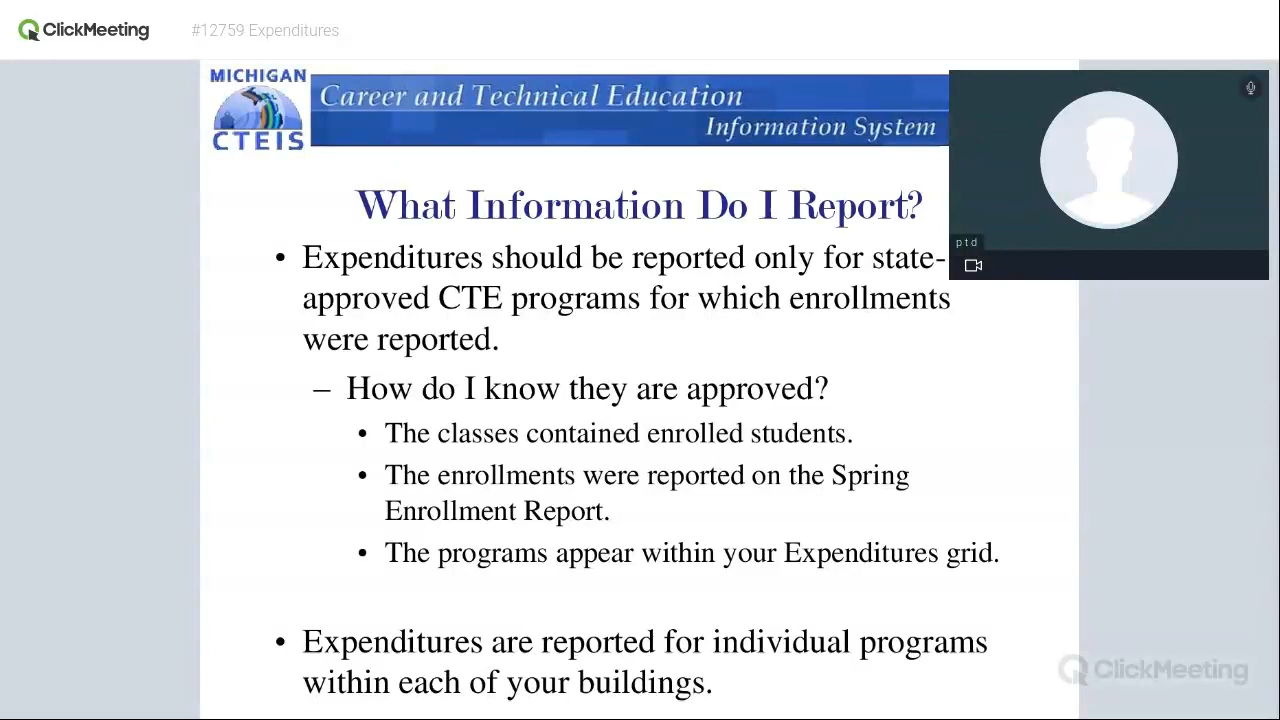 ClickMeeting
#12759 Expenditures
MICHIGAN
CTEIS
Career and Technical Education
Information System
ptd
What Information Do I Report?
• Expenditures should be reported only for state-
approved CTE programs for which enrollments
were reported.
– How do I know they are approved?
• The classes contained enrolled students.
• The enrollments were reported on the Spring
Enrollment Report.
• The programs appear within your Expenditures grid.
• Expenditures are reported for individual programs
within each of your buildings.
ClickMeeting